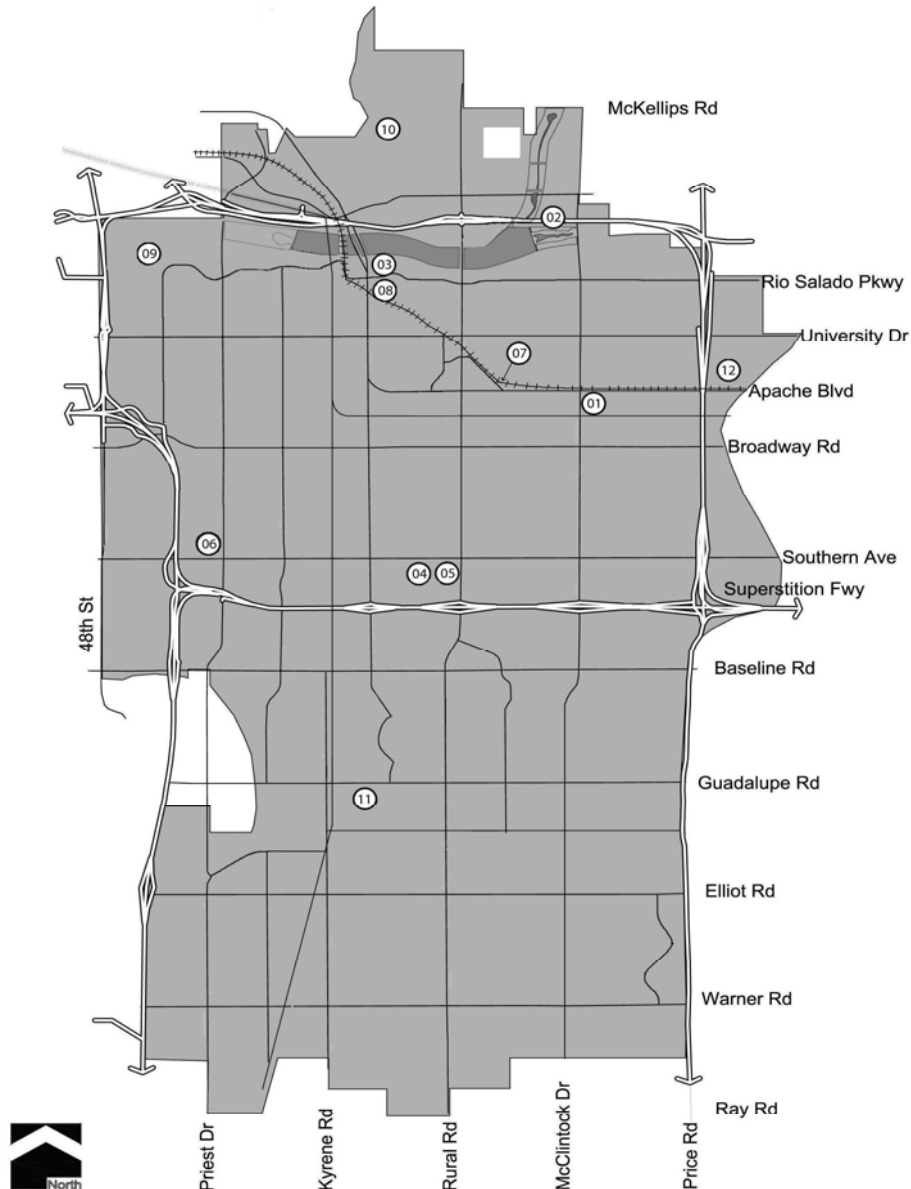 McKellips Rd
10
02
09
03
Rio Salado Pkwy
08
University Dr
07
12
Apache Blvd
01
Broadway Rd
06
Southern Ave
04
05
Superstition Fwy
48th St
Baseline Rd
Guadalupe Rd
11
Elliot Rd
Warner Rd
Ray Rd
Priest Dr
Kyrene Rd
Rural Rd
McClintock Dr
Price Rd
North